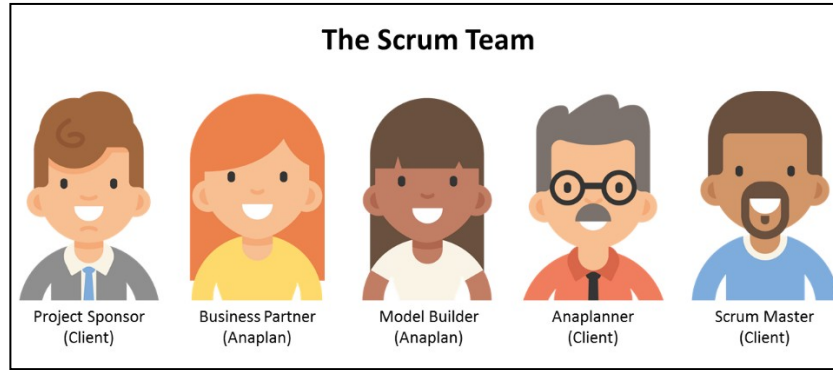 The Scrum Team
Project Sponsor
(Client)
Business Partner
(Anaplan)
Model Builder
(Anaplan)
Anaplanner
(Client)
Scrum Master
(Client)